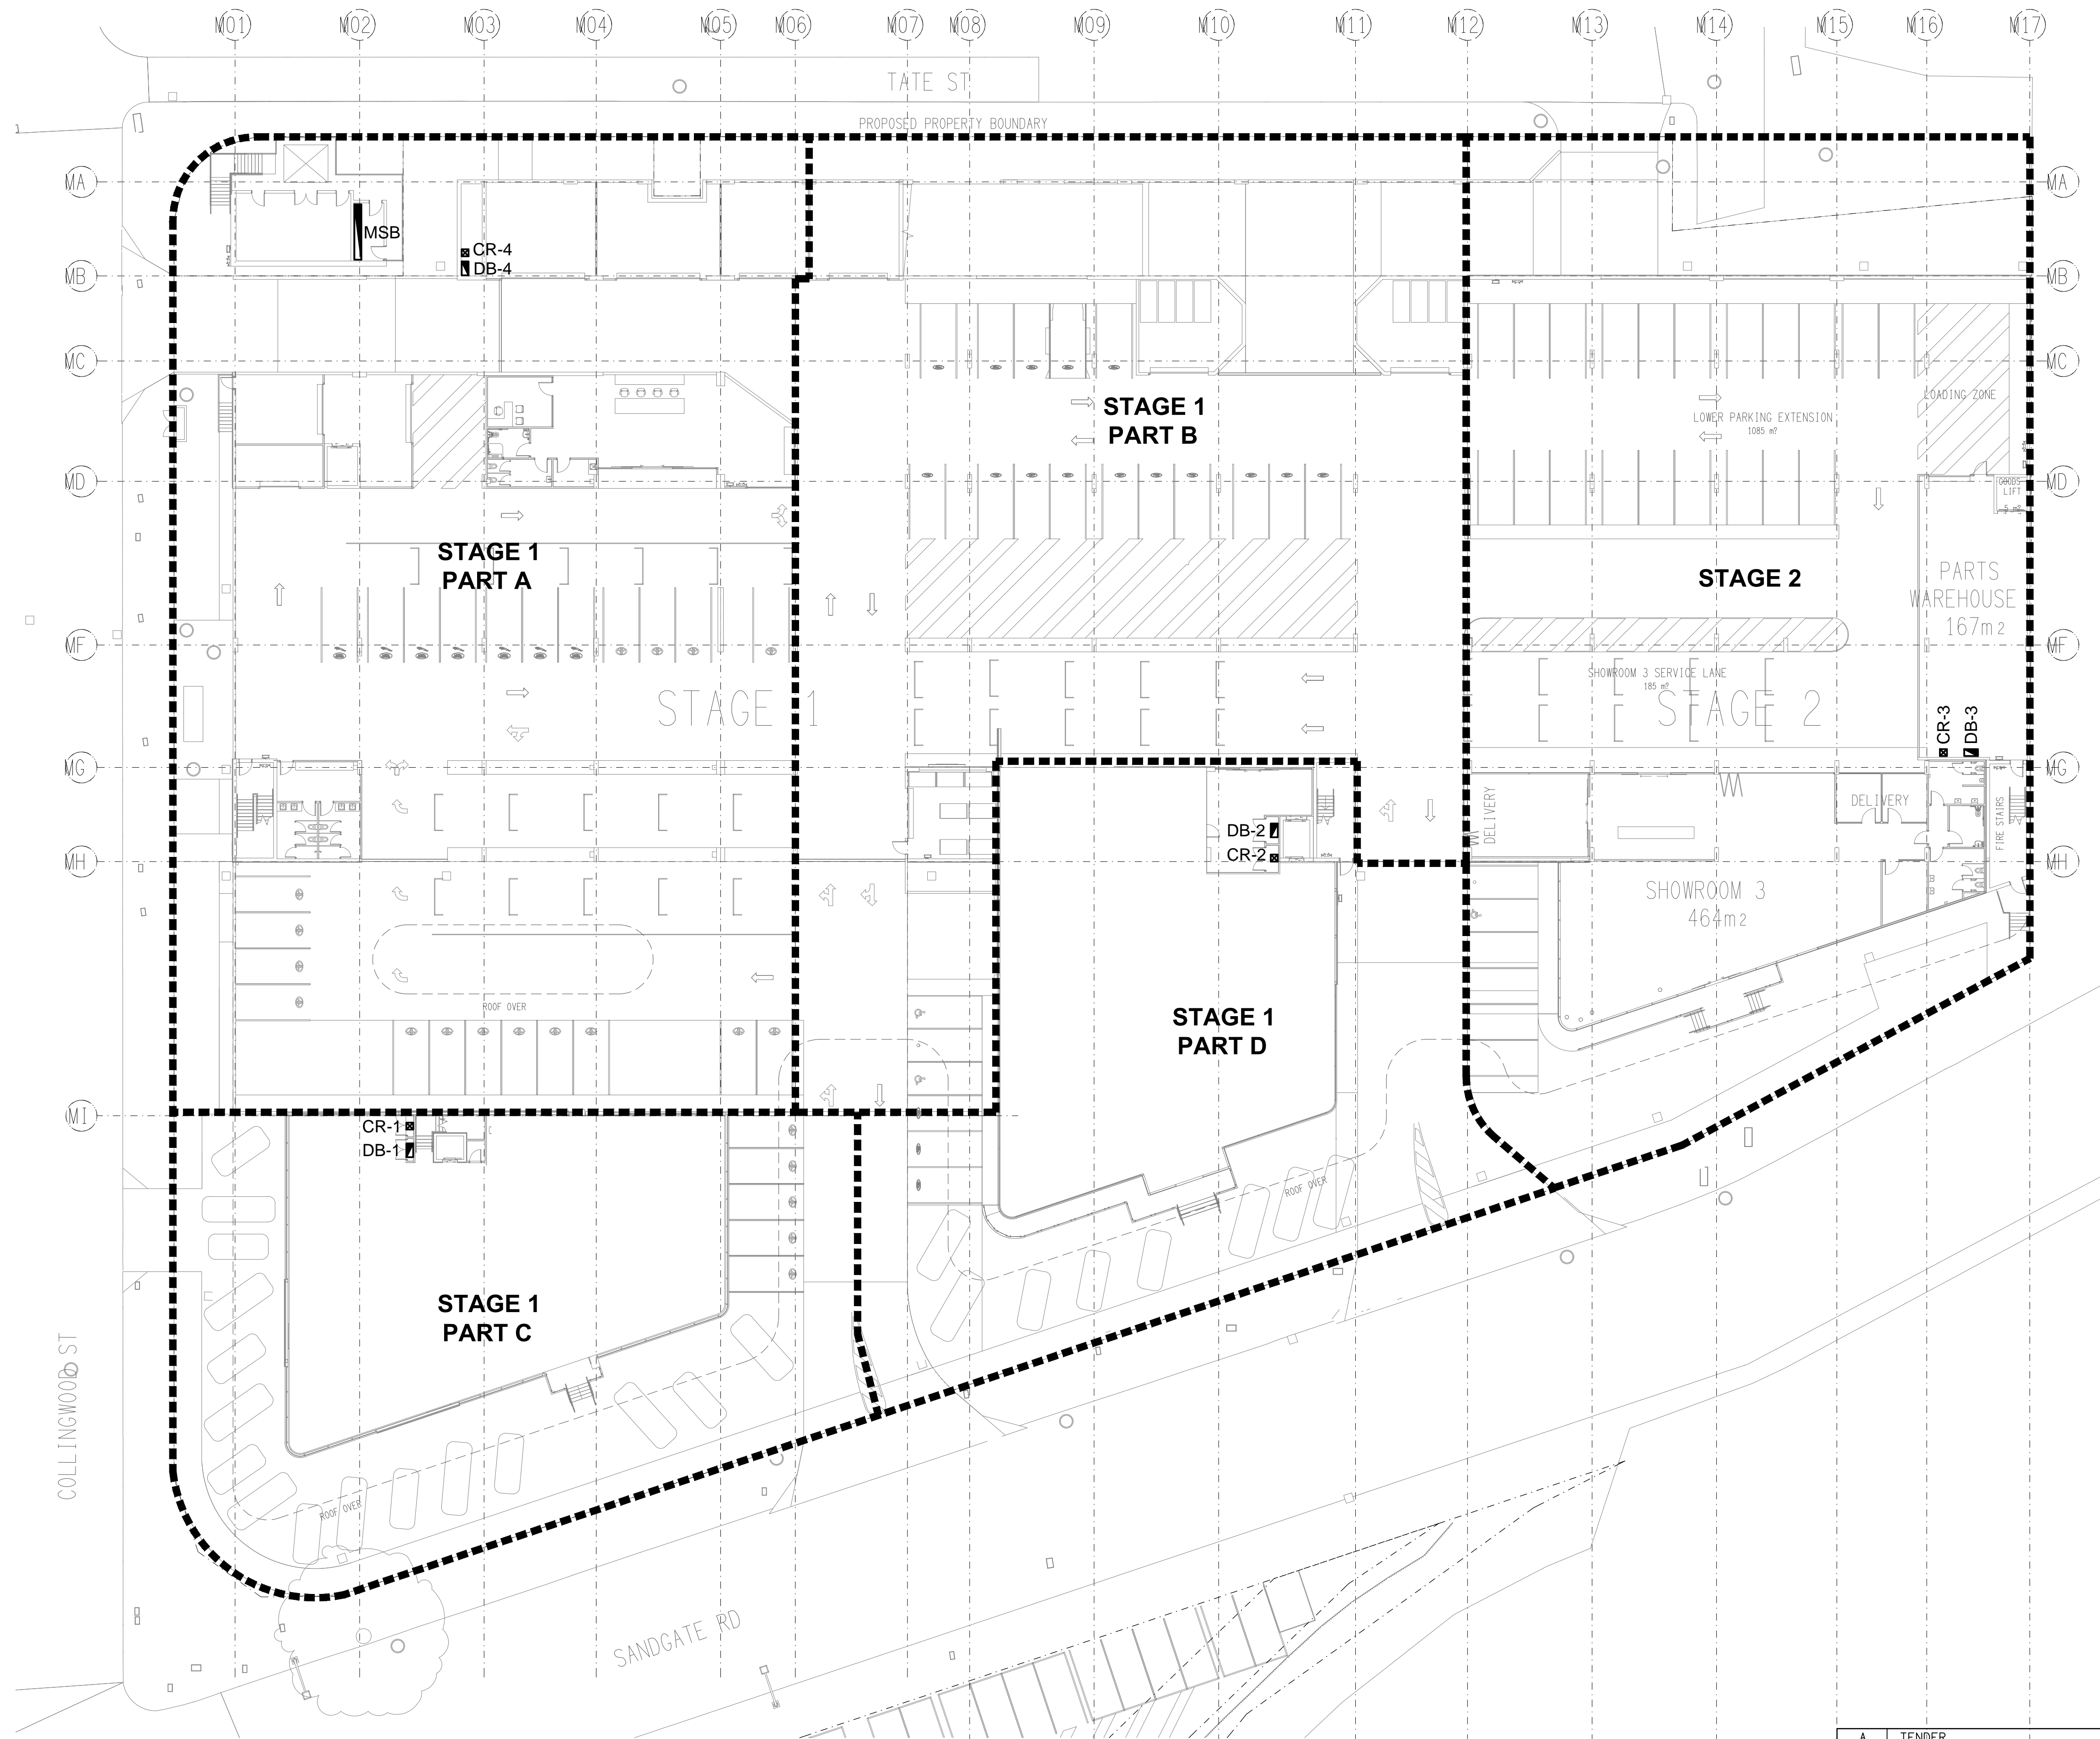 M01 M02 M03 M04 M05 M06 M07 M08 M09 M10 M11 M12 M13 M14 M15 M16 M17
TATE ST
PROPOSED PROPERTY BOUNDARY
MA
MA
MSB
CR-4
DB-4
MB
MB
MC
MC
LOADING ZONE
STAGE 1
PART B
LOWER PARKING EXTENSION
1085 m?
MD
MD
GOODS
LIFT
5 m?
STAGE 1
PART A
STAGE 2
PARTS
WAREHOUSE
167m2
MF
MF
SHOWROOM 3 SERVICE LANE
185 m?
STAGE 1
STAGE 2
CR-3
DB-3
MG
MG
DELIVERY
DELIVERY
FIRE STAIRS
DB-2
CR-2
MH
MH
SHOWROOM 3
464m2
ROOF OVER
STAGE 1
PART D
MI
CR-1
DB-1
ROOF OVER
STAGE 1
PART C
COLLINGWOOD ST
ROOF OVER
SANDGATE RD
A TENDER